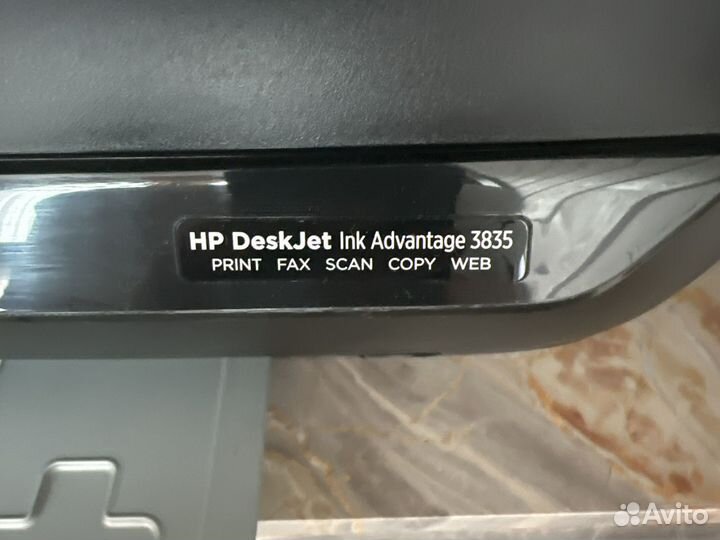 HP DeskJet Ink Advantage 3835
PRINT FAX SCAN COPY WEB
Avito